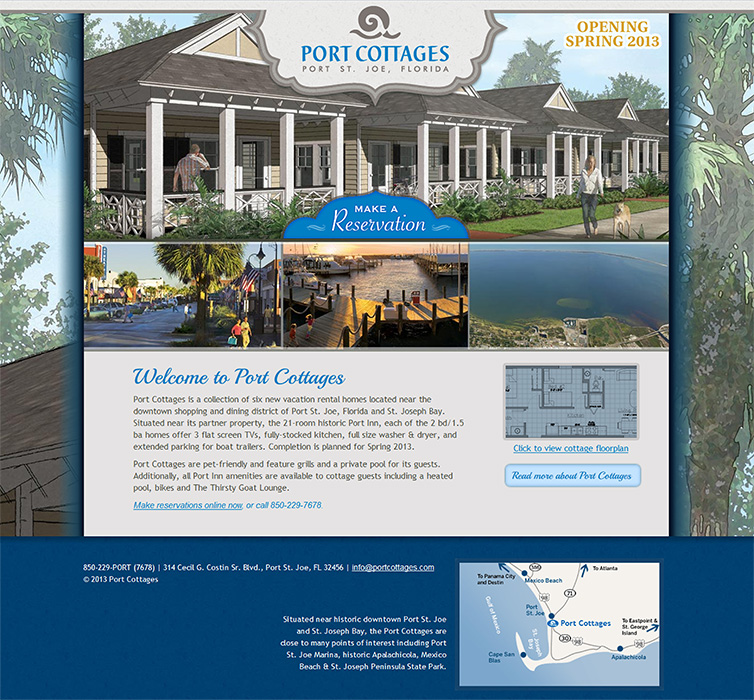 PORT COTTAGES
PORT ST. JOE, FLORIDA
OPENING
SPRING 2013
MAKE A
Reservation
Welcome to Port Cottages
Port Cottages is a collection of six new vacation rental homes located near the
downtown shopping and dining district of Port St. Joe, Florida and St. Joseph Bay.
Situated near its partner property, the 21-room historic Port Inn, each of the 2 bd/1.5
ba homes offer 3 flat screen TVs, fully-stocked kitchen, full size washer & dryer, and
extended parking for boat trailers. Completion is planned for Spring 2013.
Port Cottages are pet-friendly and feature grills and a private pool for its guests.
Additionally, all Port Inn amenities are available to cottage guests including a heated
pool, bikes and The Thirsty Goat Lounge.
Make reservations online now, or call 850-229-7678.
Click to view cottage floorplan
Read more about Port Cottages
850-229-PORT (7678) | 314 Cecil G. Costin Sr. Blvd., Port St. Joe, FL 32456 | info@portcottages.com
© 2013 Port Cottages
Situated near historic downtown Port St. Joe
and St. Joseph Bay, the Port Cottages are
close to many points of interest including Port
St. Joe Marina, historic Apalachicola, Mexico
Beach & St. Joseph Peninsula State Park.
To Panama City
and Destin
386
Mexico Beach
To Atlanta
98
71
Gulf of Mexico
Port
St. Joe
Port Cottages
St. Joseph
Bay
To Eastpoint &
St. George
Island
30
98
98
Cape San
Blas
Apalachicola